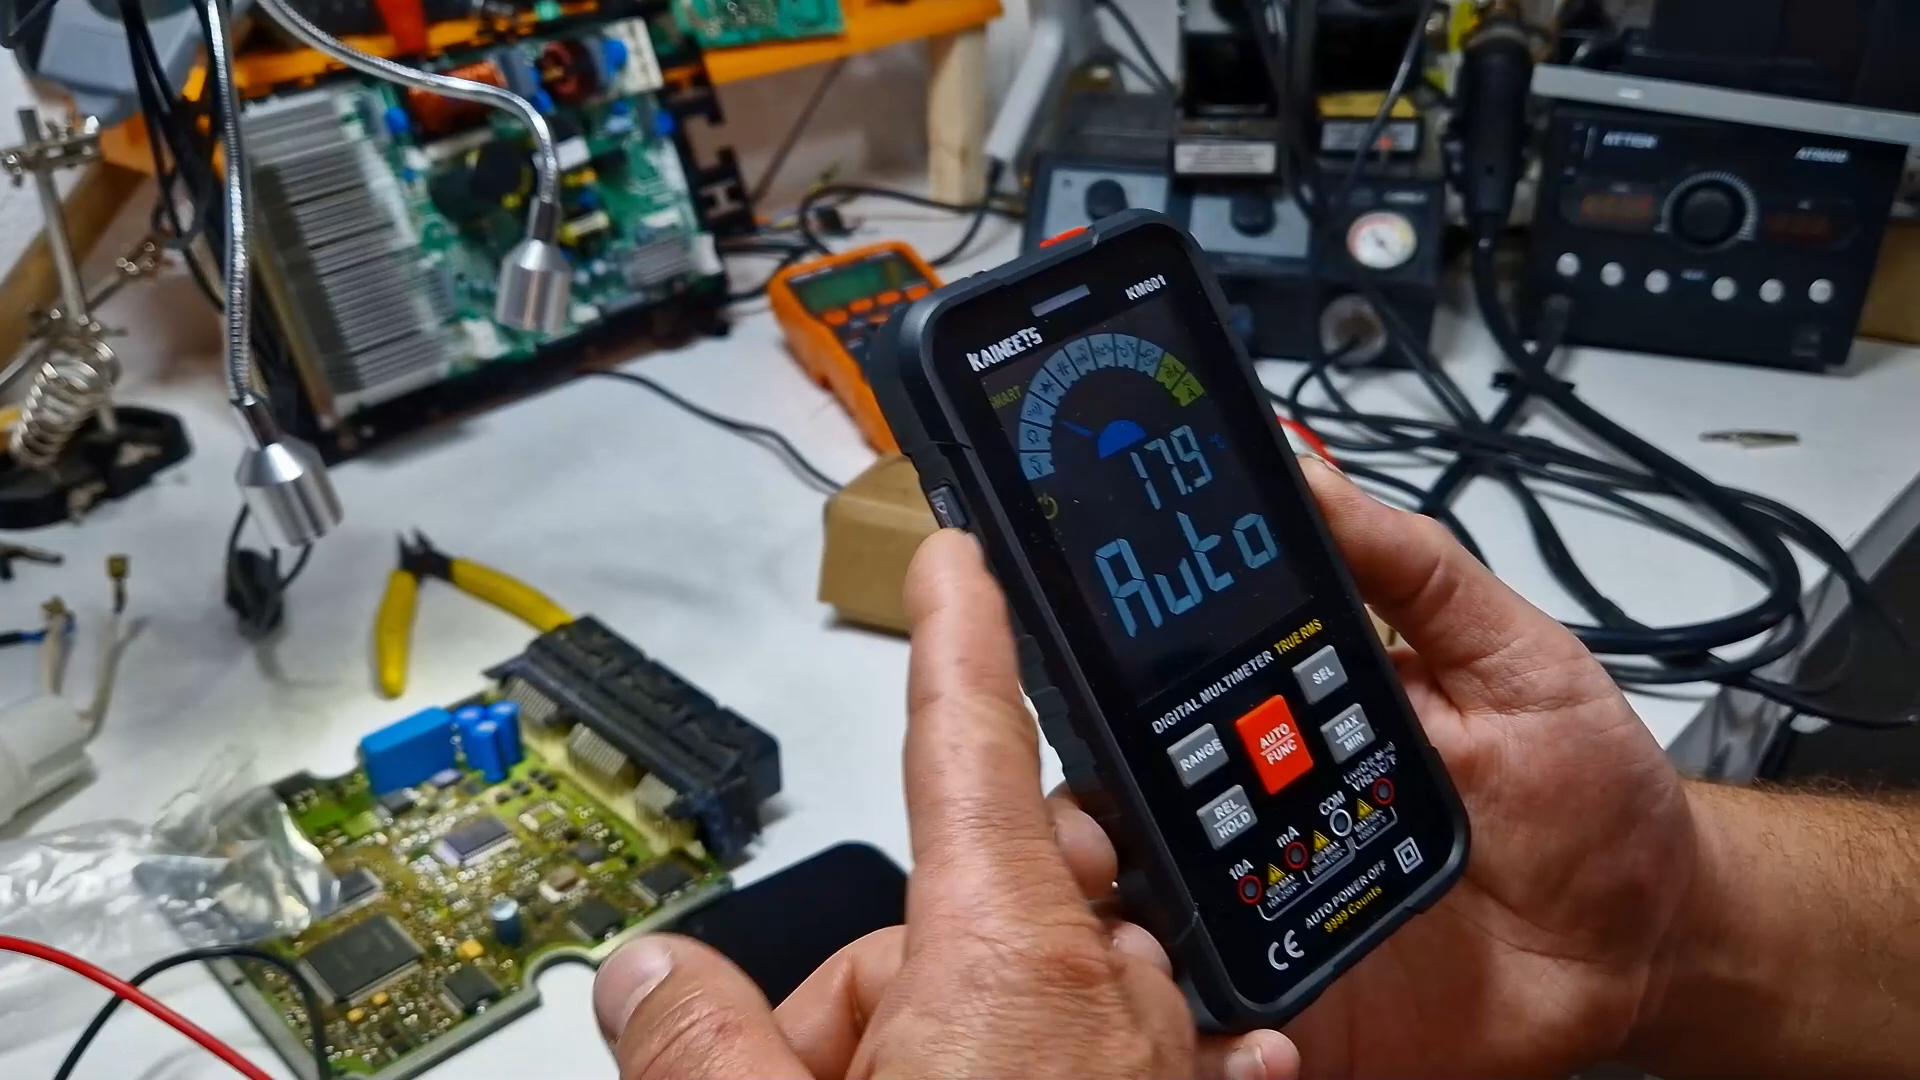 KM601
KAIWEETS
SMART
17.9 °C
Auto
DIGITAL MULTIMETER TRUE RMS
SEL
RANGE
AUTO
FUNC
MAX
MIN
REL
HOLD
10A
mA
COM
AUTO POWER OFF
9999 Counts
CE